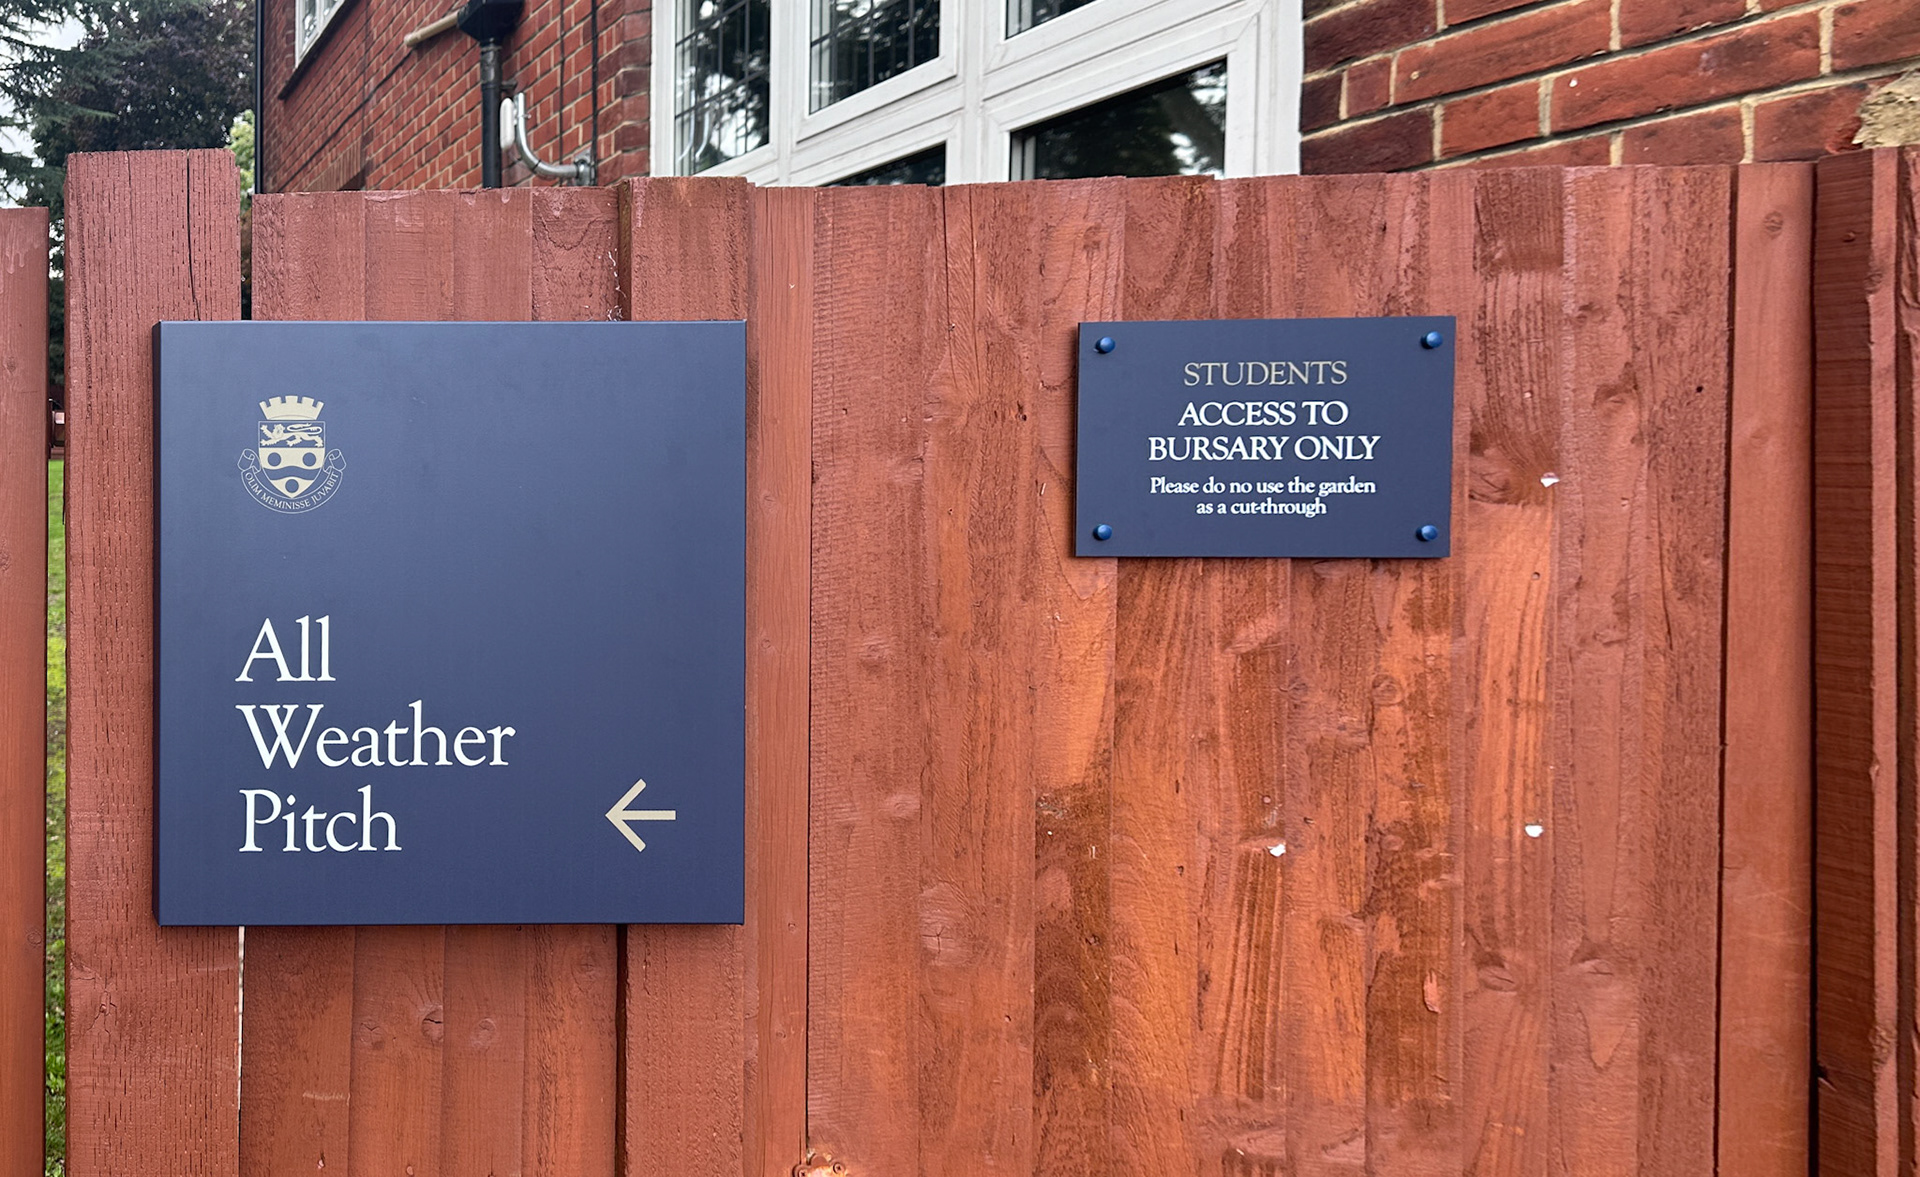 OLIM MEMINISSE JUVABIT
All
Weather
Pitch
STUDENTS
ACCESS TO
BURSARY ONLY
Please do no use the garden
as a cut-through